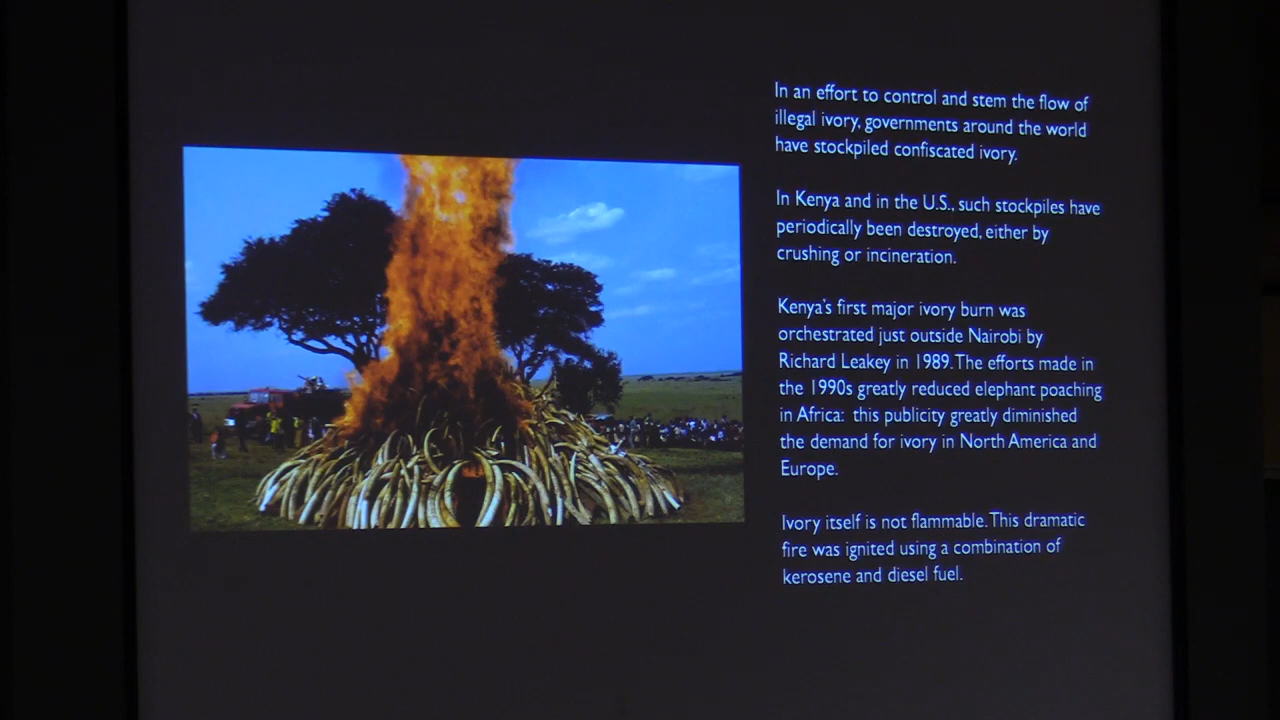 In an effort to control and stem the flow of
illegal ivory, governments around the world
have stockpiled confiscated ivory.
In Kenya and in the U.S., such stockpiles have
periodically been destroyed, either by
crushing or incineration.
Kenya's first major ivory burn was
orchestrated just outside Nairobi by
Richard Leakey in 1989. The efforts made in
the 1990s greatly reduced elephant poaching
in Africa: this publicity greatly diminished
the demand for ivory in North America and
Europe.
Ivory itself is not flammable. This dramatic
fire was ignited using a combination of
kerosene and diesel fuel.